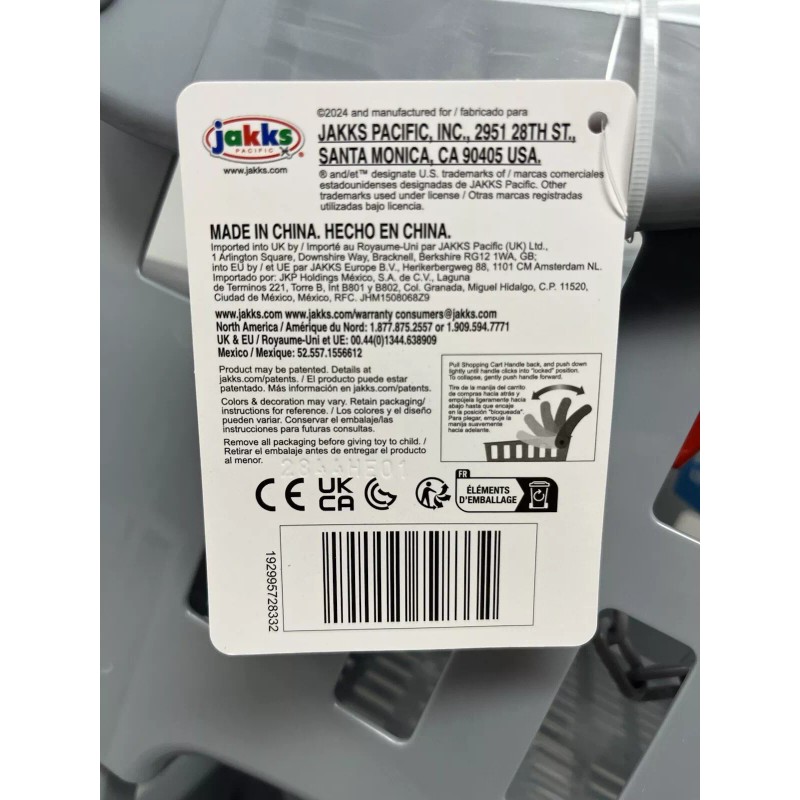 jakks
PACIFIC
®
www.jakks.com
©2024 and manufactured for / fabricado para
JAKKS PACIFIC, INC., 2951 28TH ST.,
SANTA MONICA, CA 90405 USA.
® and/et™ designate U.S. trademarks of / marcas comerciales
estadounidenses designadas de JAKKS Pacific. Other
trademarks used under license / Otras marcas registradas
utilizadas bajo licencia.
MADE IN CHINA. HECHO EN CHINA.
Imported into UK by / Importé au Royaume-Uni par JAKKS Pacific (UK) Ltd.,
1 Arlington Square, Downshire Way, Bracknell, Berkshire RG12 1WA, GB;
into EU by / et UE par JAKKS Europe B.V., Herikerbergweg 88, 1101 CM Amsterdam NL.
Importado por: JKP Holdings México, S.A. de C.V., Laguna
de Terminos 221, Torre B, Int B801 y B802, Col. Granada, Miguel Hidalgo, C.P. 11520,
Ciudad de México, México, RFC. JHM1508068Z9
www.jakks.com www.jakks.com/warranty consumers@jakks.com
North America / Amérique du Nord: 1.877.875.2557 or 1.909.594.7771
UK & EU / Royaume-Uni et UE: 00.44(0)1344.638909
Mexico / Mexique: 52.557.1556612
Product may be patented. Details at
jakks.com/patents. / El producto puede estar
patentado. Más información en jakks.com/patents.
Colors & decoration may vary. Retain packaging/
instructions for reference. / Los colores y el diseño
pueden variar. Conservar el embalaje/las
instrucciones para futuras consultas.
Remove all packaging before giving toy to child. /
Retirar el embalaje antes de entregar el producto
al menor.
Pull Shopping Cart Handle back, and push down
lightly until handle clicks into "locked" position.
To collapse, gently push handle forward.
Tire de la manija del carrito
de compras hacia atrás y
empújela ligeramente hacia
abajo hasta que encaje
en la posición "bloqueada".
Para plegar, empuje la
manija suavemente
hacia adelante.
CE
UK
CA
FR
ÉLÉMENTS
D'EMBALLAGE
192995728332